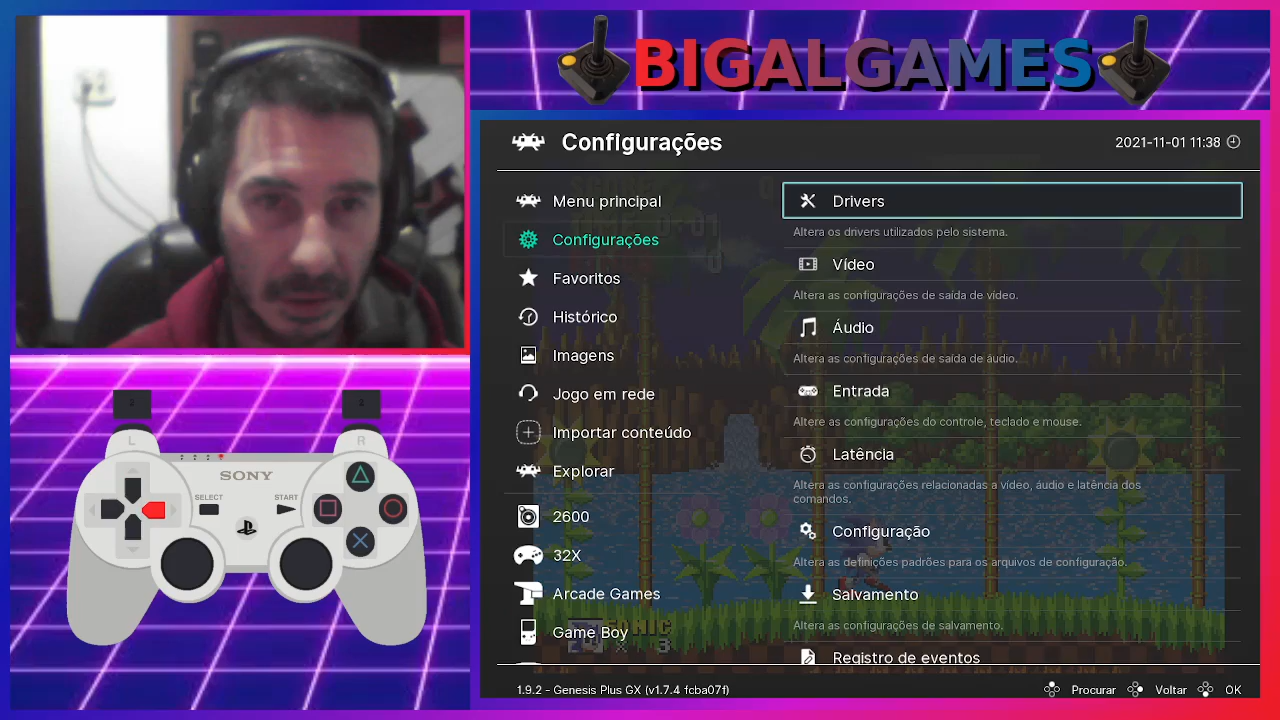 BIGALGAMES
Configurações
2021-11-01 11:38
Menu principal
Configurações
Favoritos
Histórico
Imagens
Jogo em rede
Importar conteúdo
Explorar
2600
32X
Arcade Games
Game Boy
Drivers
Altera os drivers utilizados pelo sistema.
Vídeo
Altera as configurações de saída de vídeo.
Áudio
Altera as configurações de saída de áudio.
Entrada
Altere as configurações do controle, teclado e mouse.
Latência
Altera as configurações relacionadas a vídeo, áudio e latência dos
comandos.
Configuração
Altera as definições padrões para os arquivos de configuração.
Salvamento
Altera as configurações de salvamento.
Registro de eventos
SONIC
X 3
1.9.2 - Genesis Plus GX (v1.7.4 fcba07f)
Procurar
Voltar
OK
2
2
L
R
SONY
SELECT
START